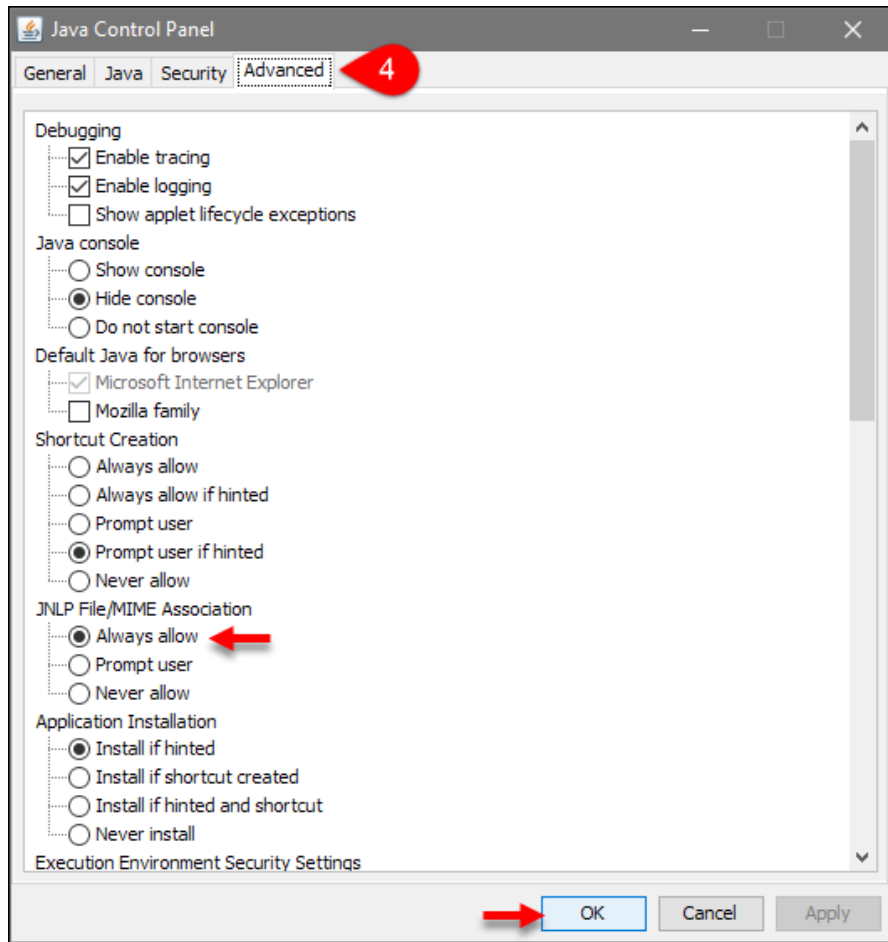 Java Control Panel
General Java Security Advanced 4
Debugging
Enable tracing
Enable logging
Show applet lifecycle exceptions
Java console
Show console
Hide console
Do not start console
Default Java for browsers
Microsoft Internet Explorer
Mozilla family
Shortcut Creation
Always allow
Always allow if hinted
Prompt user
Prompt user if hinted
Never allow
JNLP File/MIME Association
Always allow
Prompt user
Never allow
Application Installation
Install if hinted
Install if shortcut created
Install if hinted and shortcut
Never install
Execution Environment Security Settings
OK Cancel Apply